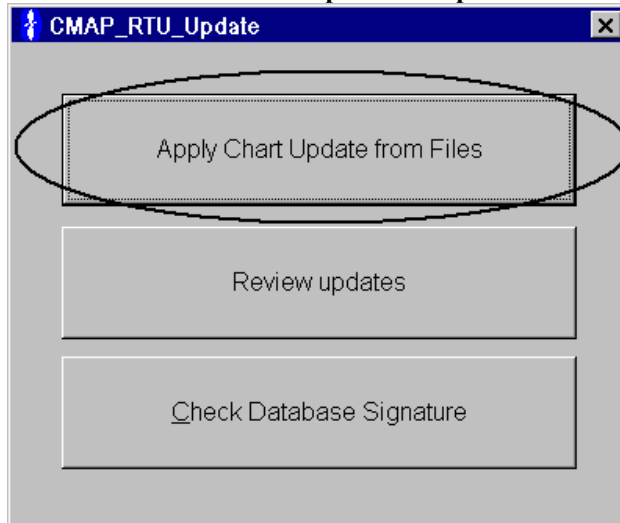 CMAP_RTU_Update
Apply Chart Update from Files
Review updates
Check Database Signature